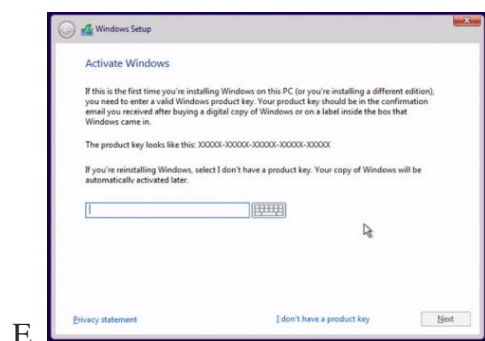 Windows Setup
Activate Windows
If this is the first time you're installing Windows on this PC (or you're installing a different edition),
you need to enter a valid Windows product key. Your product key should be in the confirmation
email you received after buying a digital copy of Windows or on a label inside the box that
Windows came in.
The product key looks like this: XXXXX-XXXXX-XXXXX-XXXXX-XXXXX
If you're reinstalling Windows, select I don't have a product key. Your copy of Windows will be
automatically activated later.
Privacy statement
I don't have a product key
Next